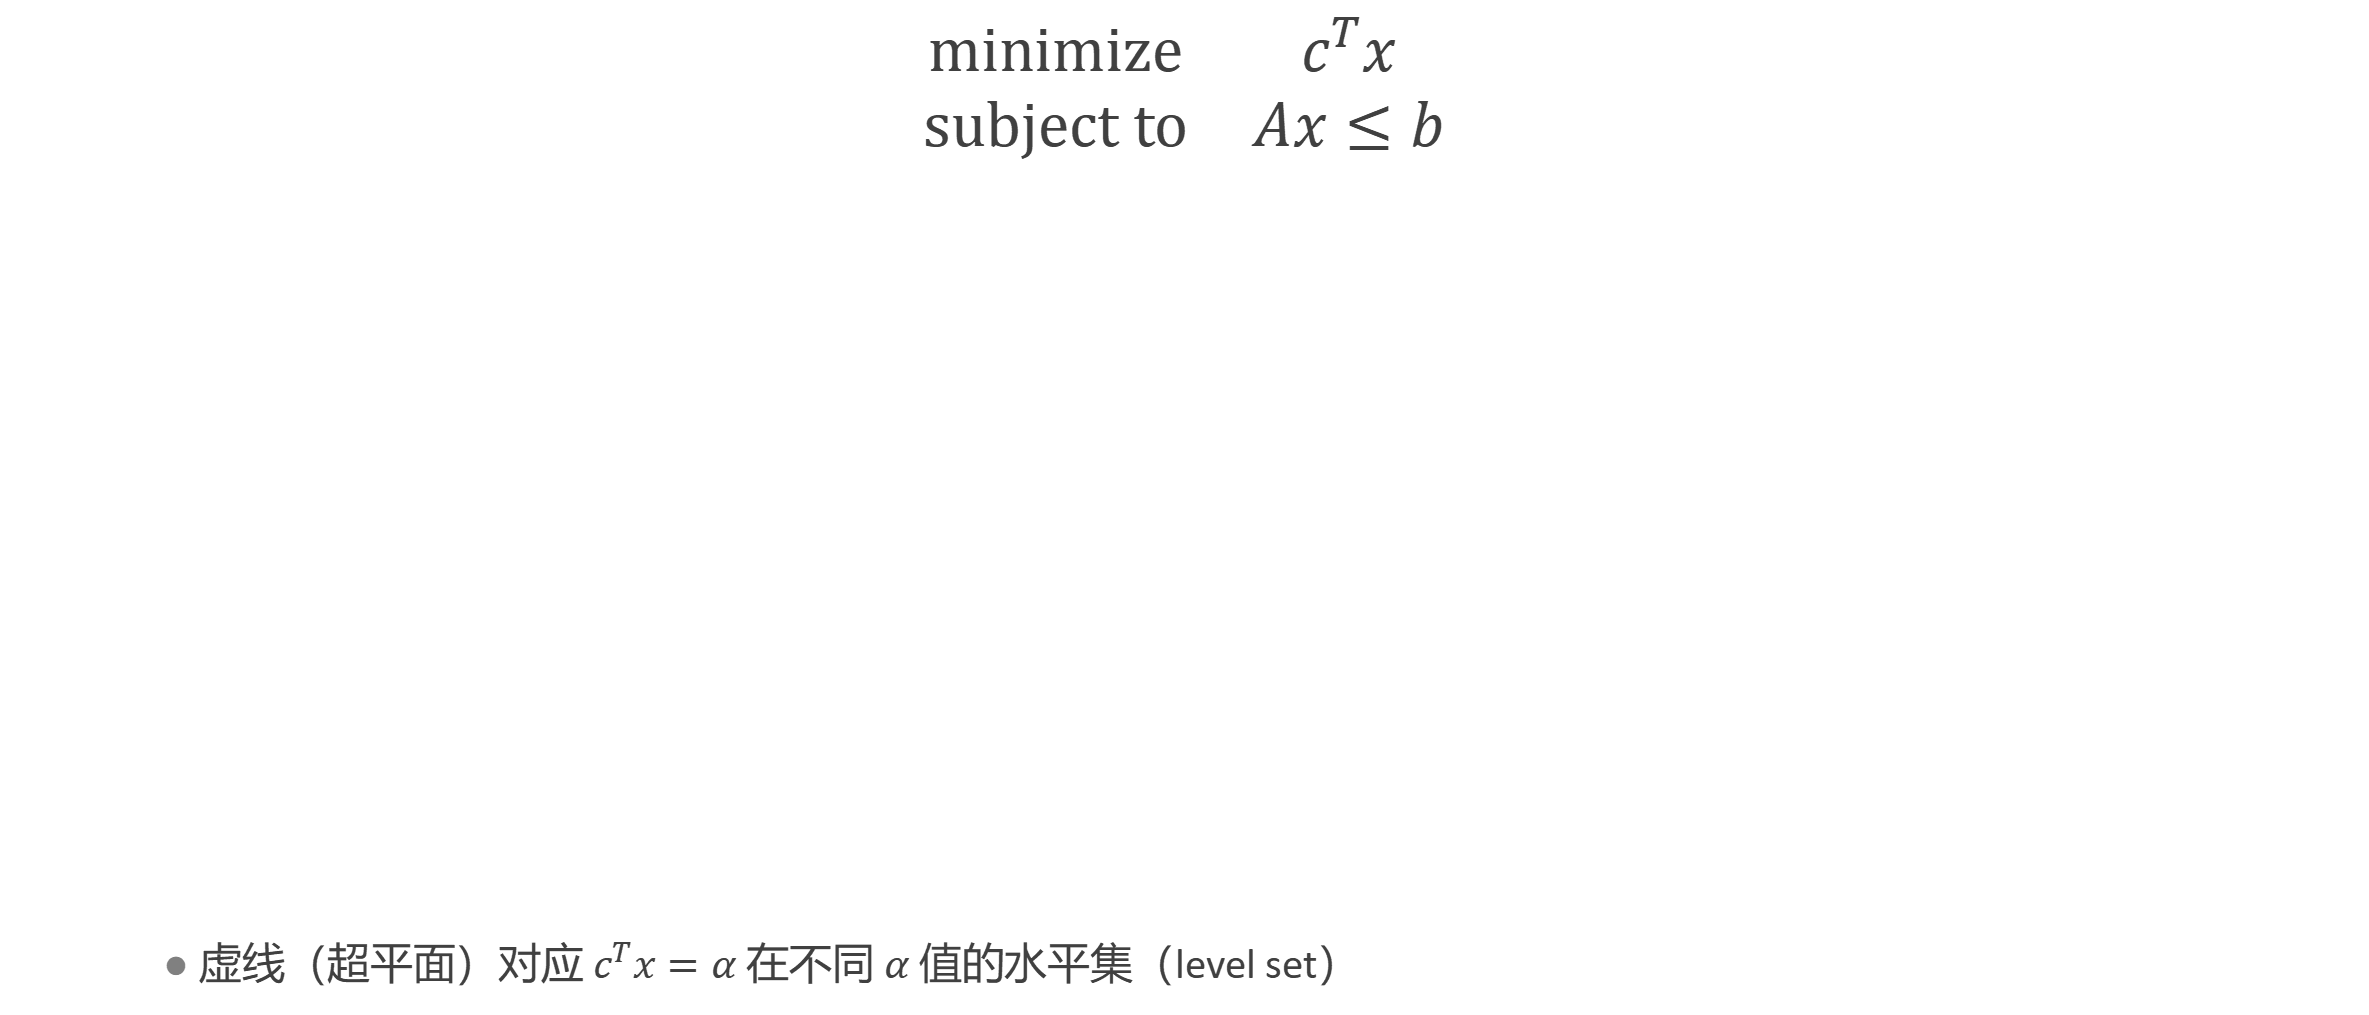 minimize c^T x
subject to Ax ≤ b
● 虚线（超平面）对应 c^T x = α 在不同 α 值的水平集（level set）